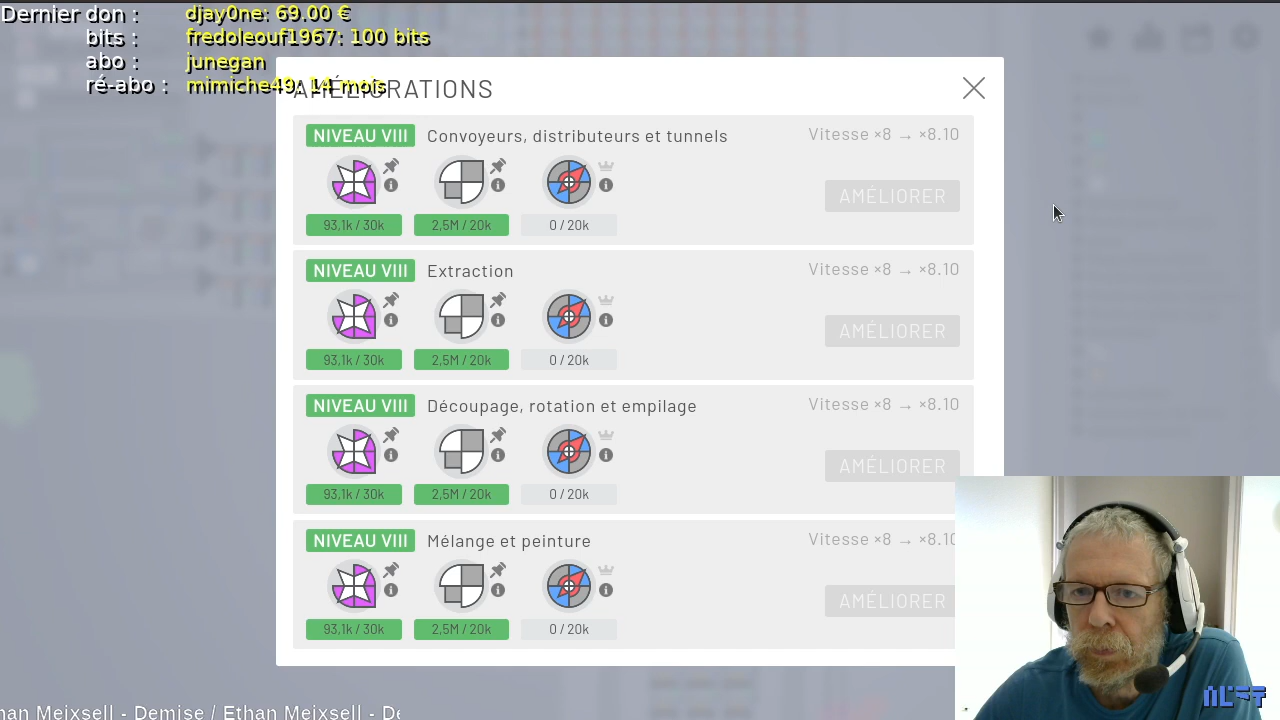 Dernier don : djay0ne: 69.00 €
bits : fredoleouf1967: 100 bits
abo : junegan
ré-abo : mimiche49: 14 mois
AMÉLIORATIONS
NIVEAU VIII Convoyeurs, distributeurs et tunnels Vitesse ×8 → ×8.10
AMÉLIORER
93,1k / 30k 2,5M / 20k 0 / 20k
NIVEAU VIII Extraction Vitesse ×8 → ×8.10
AMÉLIORER
93,1k / 30k 2,5M / 20k 0 / 20k
NIVEAU VIII Découpage, rotation et empilage Vitesse ×8 → ×8.10
AMÉLIORER
93,1k / 30k 2,5M / 20k 0 / 20k
NIVEAU VIII Mélange et peinture Vitesse ×8 → ×8.10
AMÉLIORER
93,1k / 30k 2,5M / 20k 0 / 20k
han Meixsell - Demise / Ethan Meixsell - De